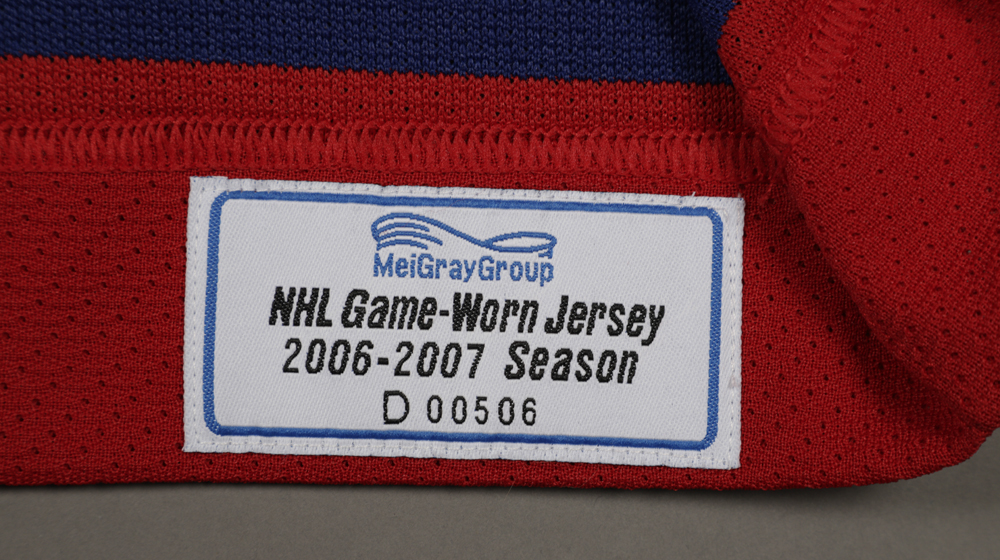 MeiGrayGroup
NHL Game-Worn Jersey
2006-2007 Season
D 00506